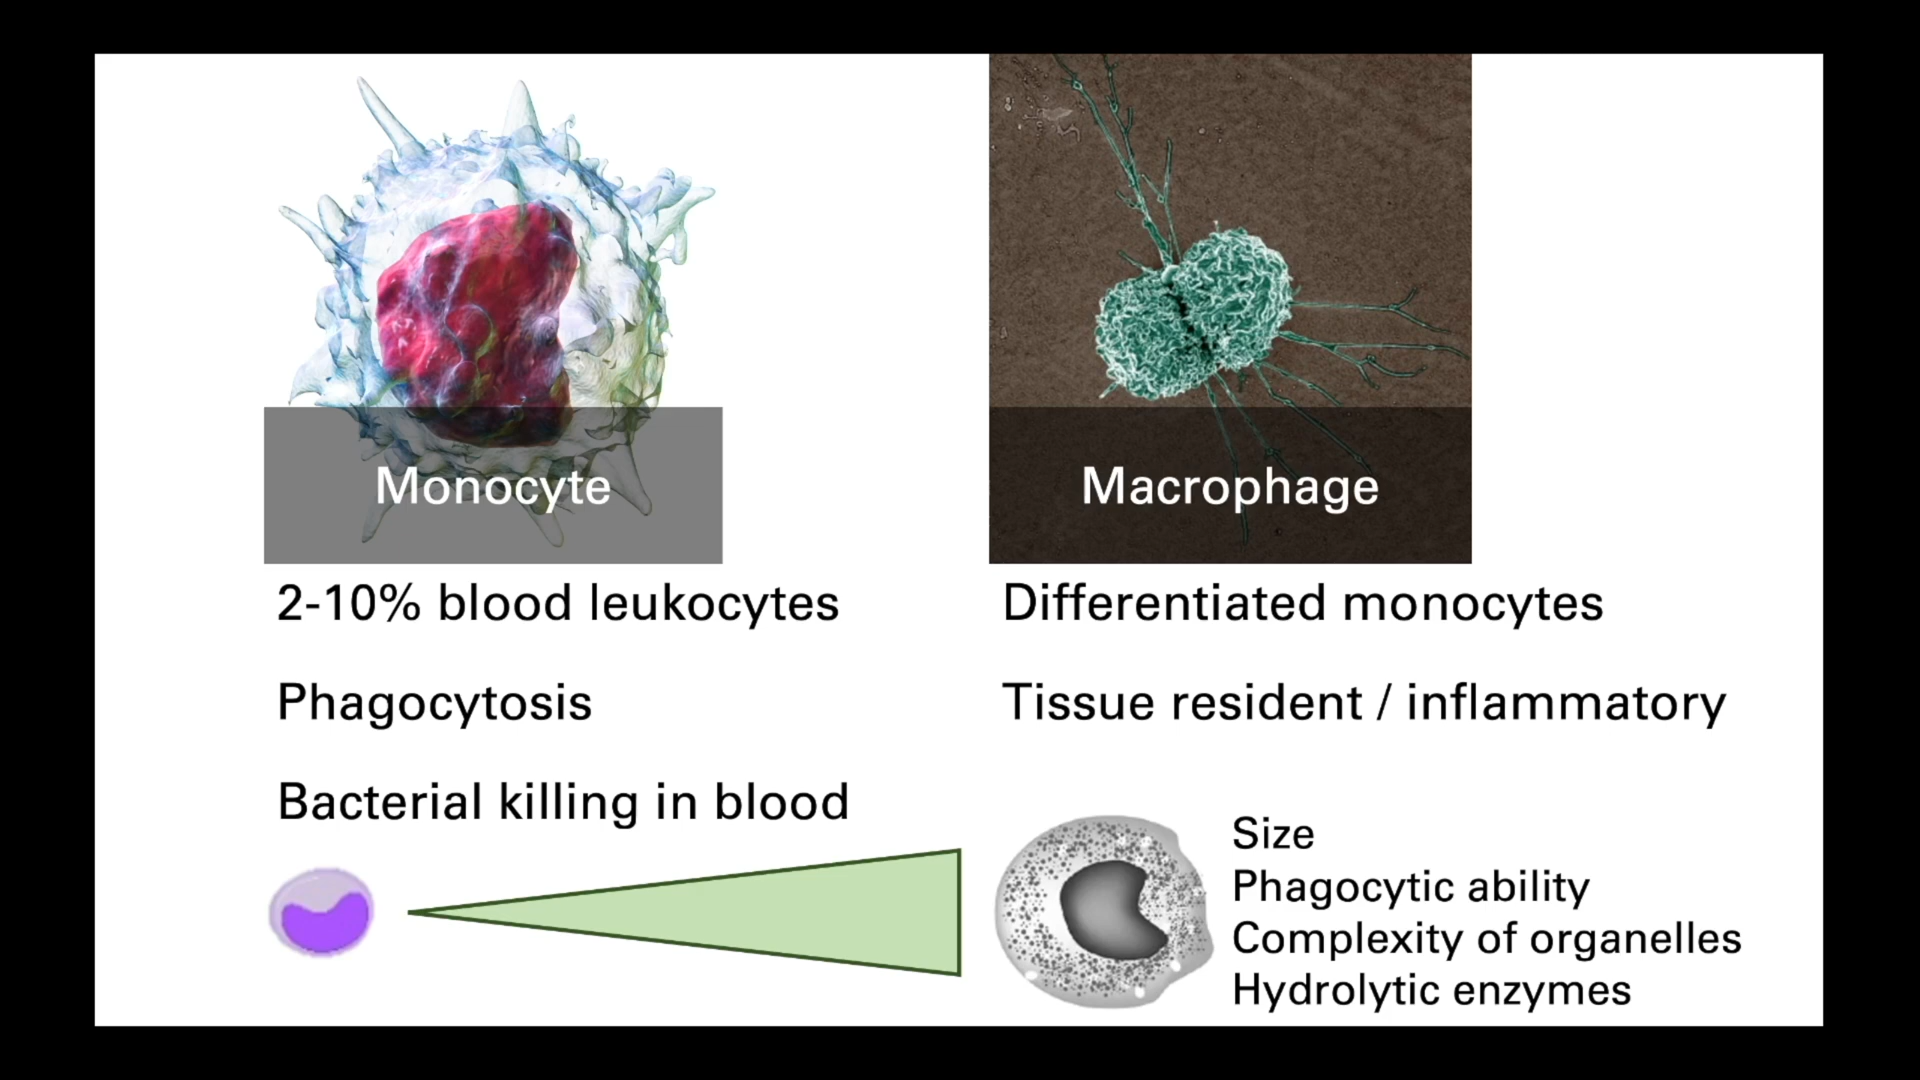 Monocyte
2-10% blood leukocytes
Phagocytosis
Bacterial killing in blood
Macrophage
Differentiated monocytes
Tissue resident / inflammatory
Size
Phagocytic ability
Complexity of organelles
Hydrolytic enzymes